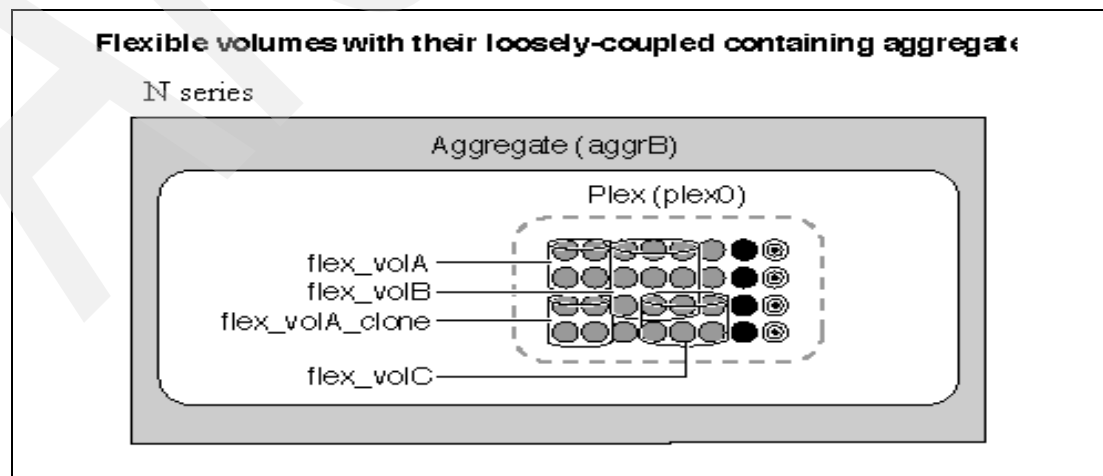 Flexible volumes with their loosely-coupled containing aggregate
N series
Aggregate (aggrB)
Plex (plex0)
flex_volA
flex_volB
flex_volA_clone
flex_volC